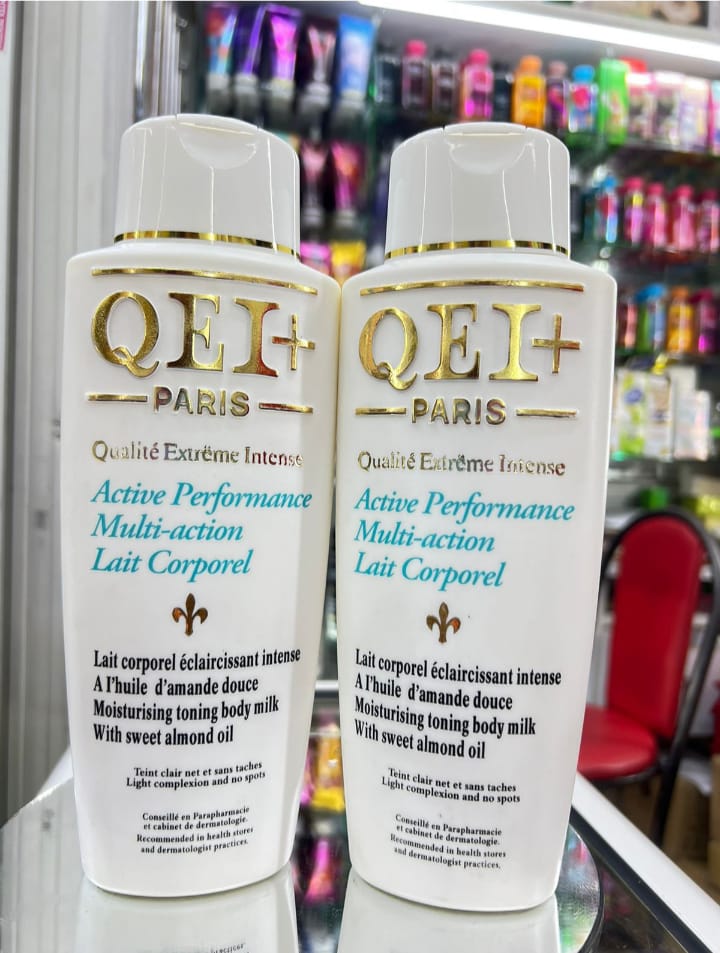 QEI+
PARIS
Qualité Extrëme Intense
Active Performance
Multi-action
Lait Corporel
Lait corporel éclaircissant intense
A l'huile d'amande douce
Moisturising toning body milk
With sweet almond oil
Teint clair net et sans taches
Light complexion and no spots
Conseillé en Parapharmacie
et cabinet de dermatologie.
Recommended in health stores
and dermatologist practices.
QEI+
PARIS
Qualité Extrëme Intense
Active Performance
Multi-action
Lait Corporel
Lait corporel éclaircissant intense
A l'huile d'amande douce
Moisturising toning body milk
With sweet almond oil
Teint clair net et sans taches
Light complexion and no spots
Conseillé en Parapharmacie
et cabinet de dermatologie.
Recommended in health stores
and dermatologist practices.